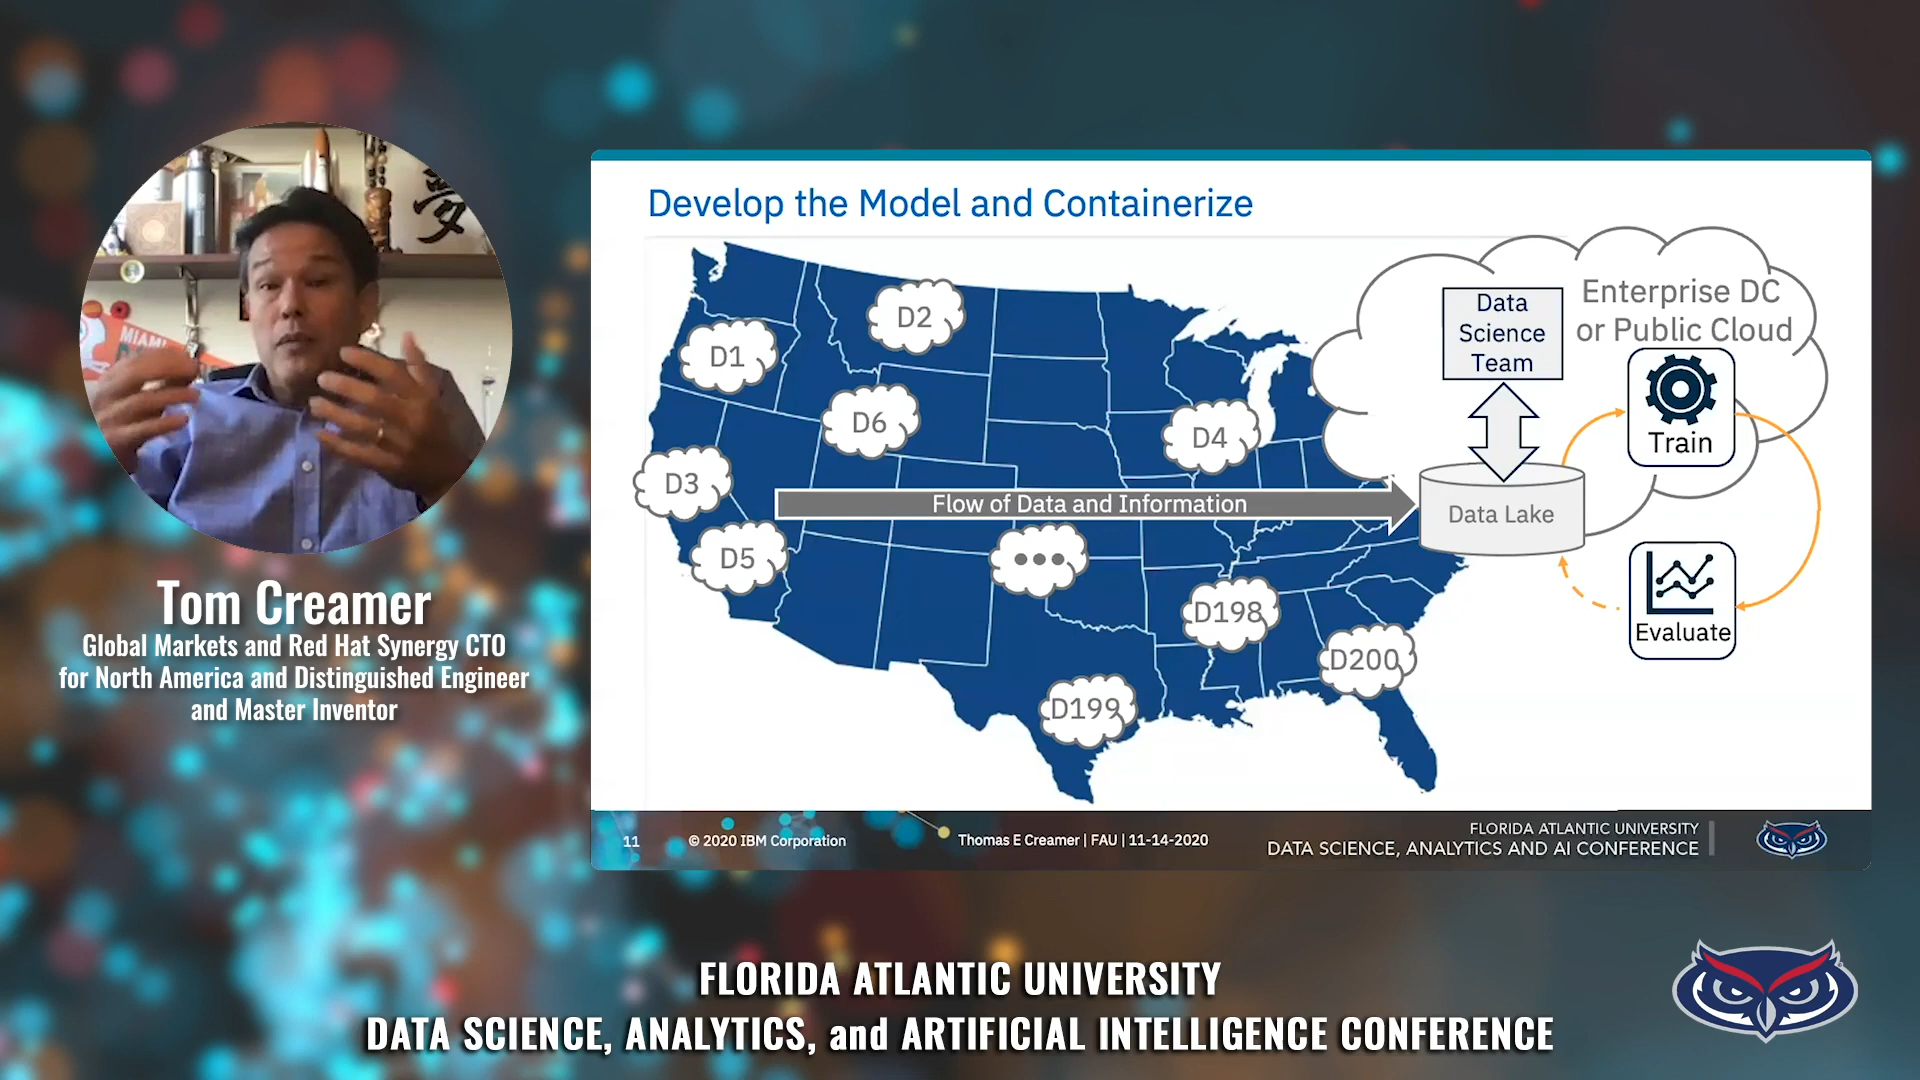 夢
MIAMI
Tom Creamer
Global Markets and Red Hat Synergy CTO
for North America and Distinguished Engineer
and Master Inventor
Develop the Model and Containerize
D1
D2
D3
D4
D5
D6
•••
D198
D199
D200
Flow of Data and Information
Enterprise DC
or Public Cloud
Data
Science
Team
Data Lake
Train
Evaluate
11
© 2020 IBM Corporation
Thomas E Creamer | FAU | 11-14-2020
FLORIDA ATLANTIC UNIVERSITY
DATA SCIENCE, ANALYTICS AND AI CONFERENCE
FLORIDA ATLANTIC UNIVERSITY
DATA SCIENCE, ANALYTICS, and ARTIFICIAL INTELLIGENCE CONFERENCE